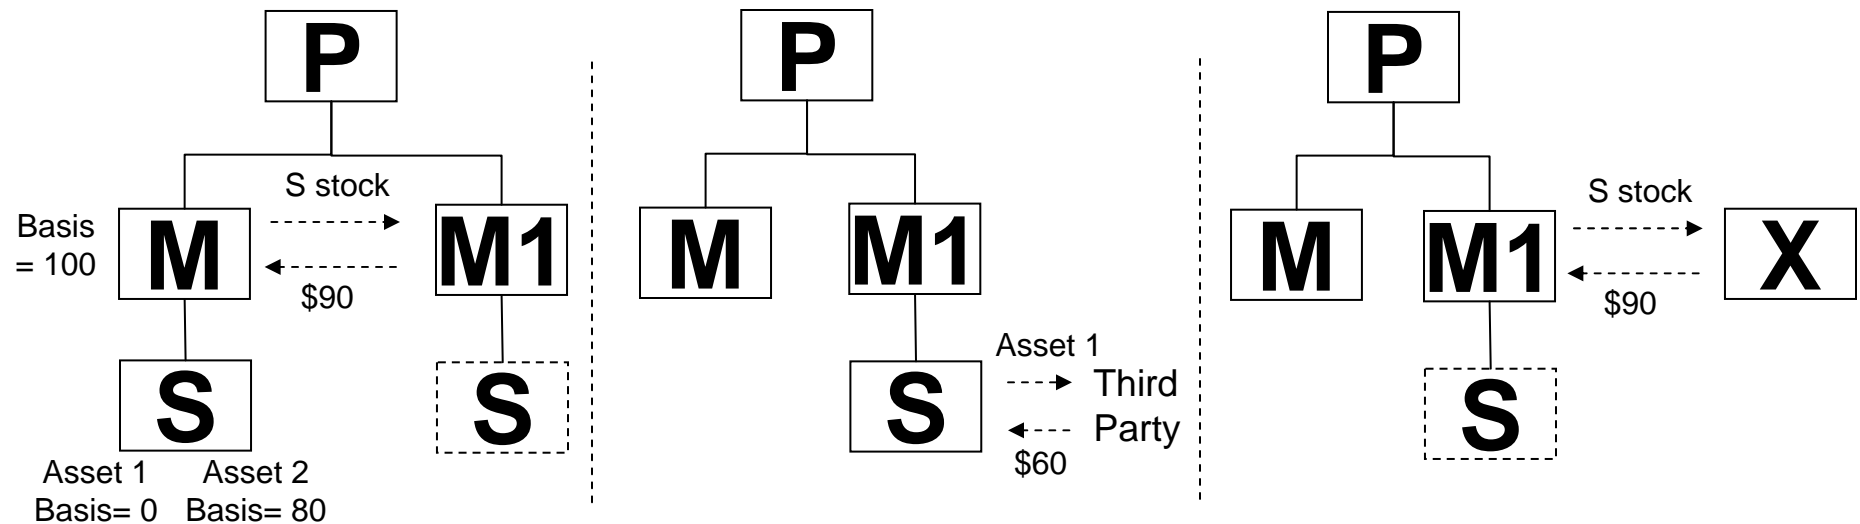 P
S stock
Basis
= 100
M
M1
$90
S
S
Asset 1
Basis= 0
Asset 2
Basis= 80
P
M
M1
S
Asset 1
Third
Party
$60
P
M
M1
S stock
X
$90
S